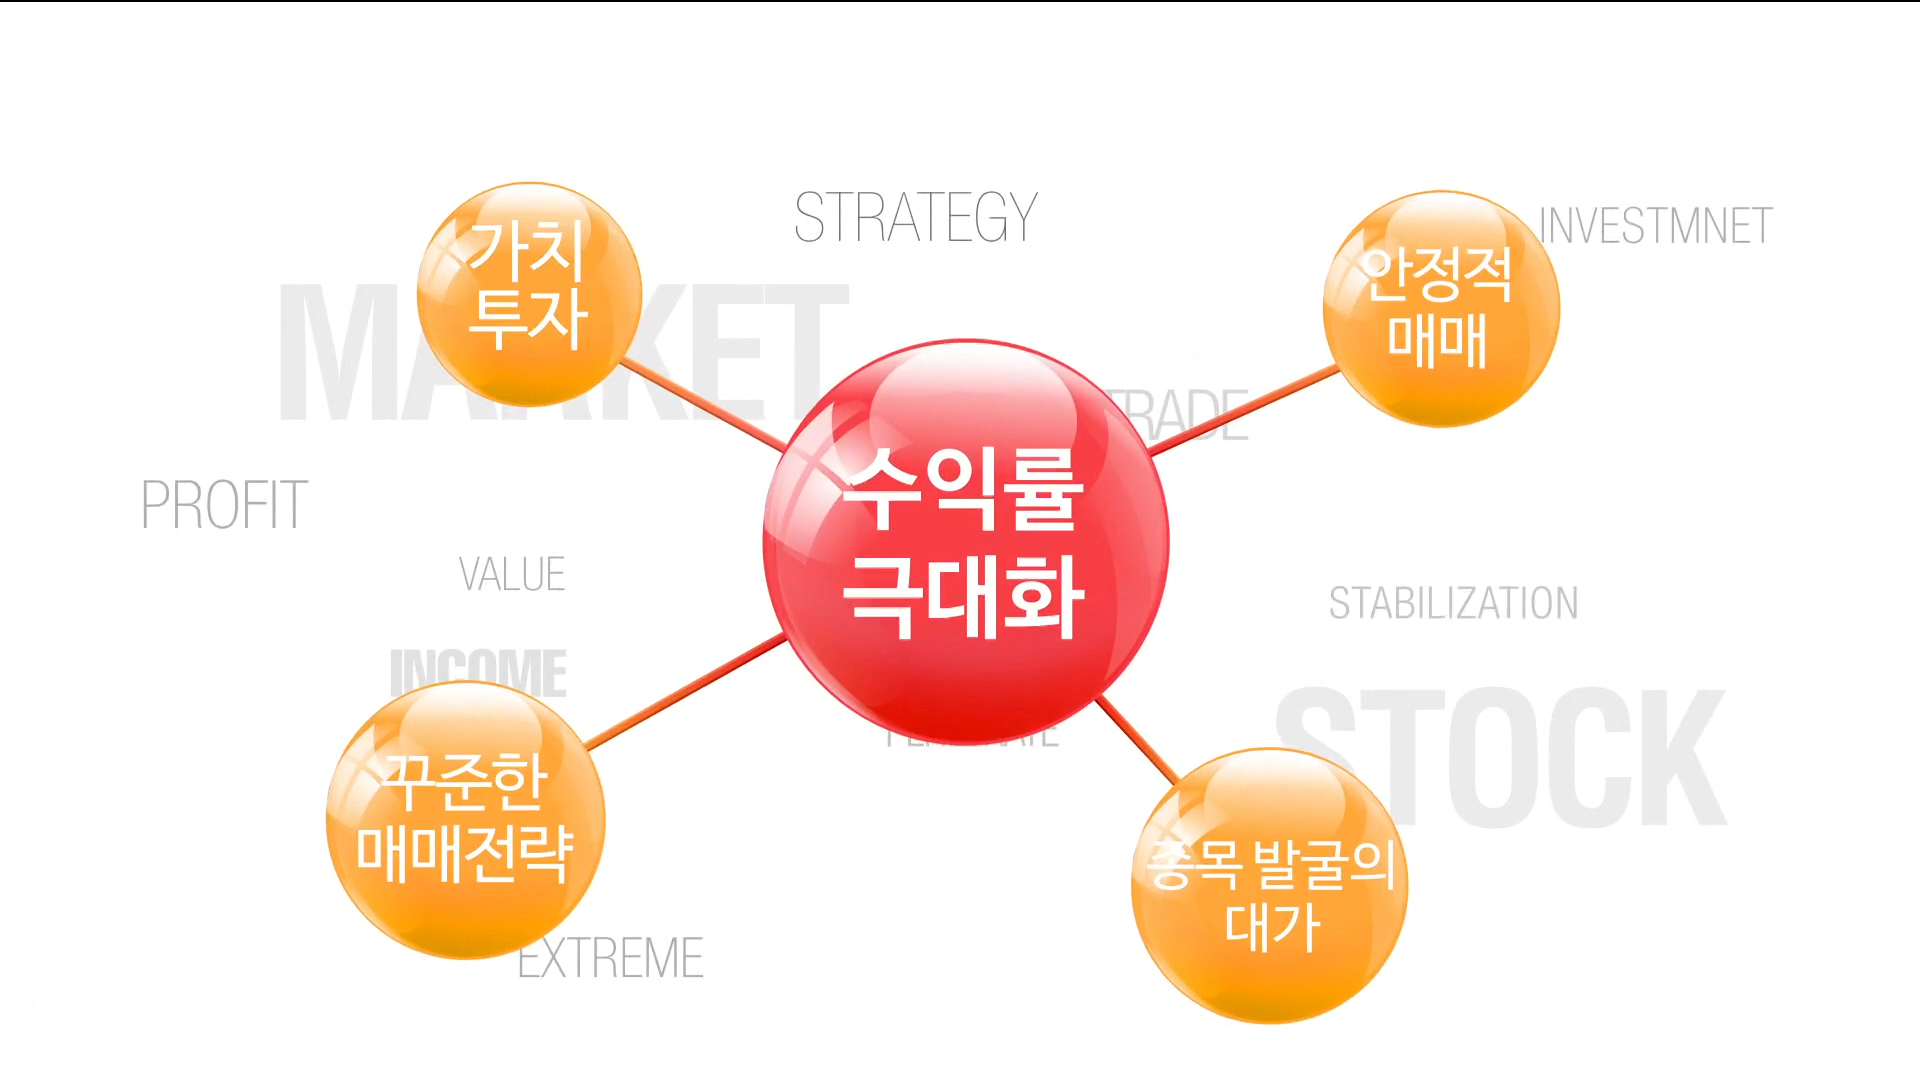 STRATEGY
INVESTMNET
가치
투자
안정적
매매
MARKET
TRADE
수익률
극대화
PROFIT
VALUE
STABILIZATION
INCOME
STOCK
꾸준한
매매전략
종목 발굴의
대가
EXTREME